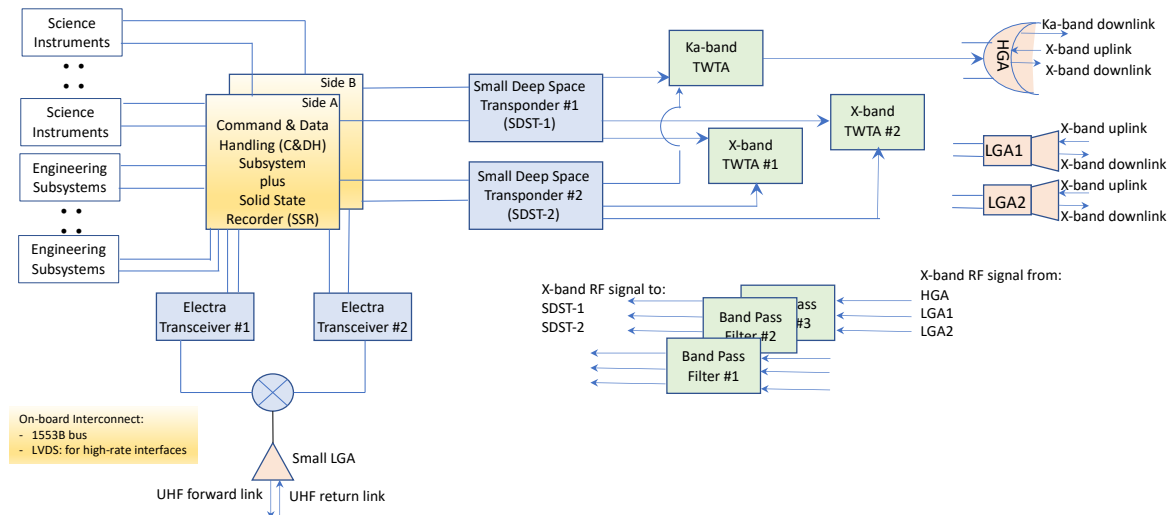 Science
Instruments
Science
Instruments
Engineering
Subsystems
Engineering
Subsystems
Side B
Side A
Command & Data
Handling (C&DH)
Subsystem
plus
Solid State
Recorder (SSR)
Small Deep Space
Transponder #1
(SDST-1)
Small Deep Space
Transponder #2
(SDST-2)
Ka-band
TWTA
X-band
TWTA #2
X-band
TWTA #1
HGA
Ka-band downlink
X-band uplink
X-band downlink
LGA1
X-band uplink
X-band downlink
LGA2
X-band uplink
X-band downlink
Electra
Transceiver #1
Electra
Transceiver #2
X-band RF signal to:
SDST-1
SDST-2
X-band RF signal from:
HGA
LGA1
LGA2
Pass
#3
Band Pass
Filter #2
Band Pass
Filter #1
On-board Interconnect:
- 1553B bus
- LVDS: for high-rate interfaces
Small LGA
UHF forward link
UHF return link